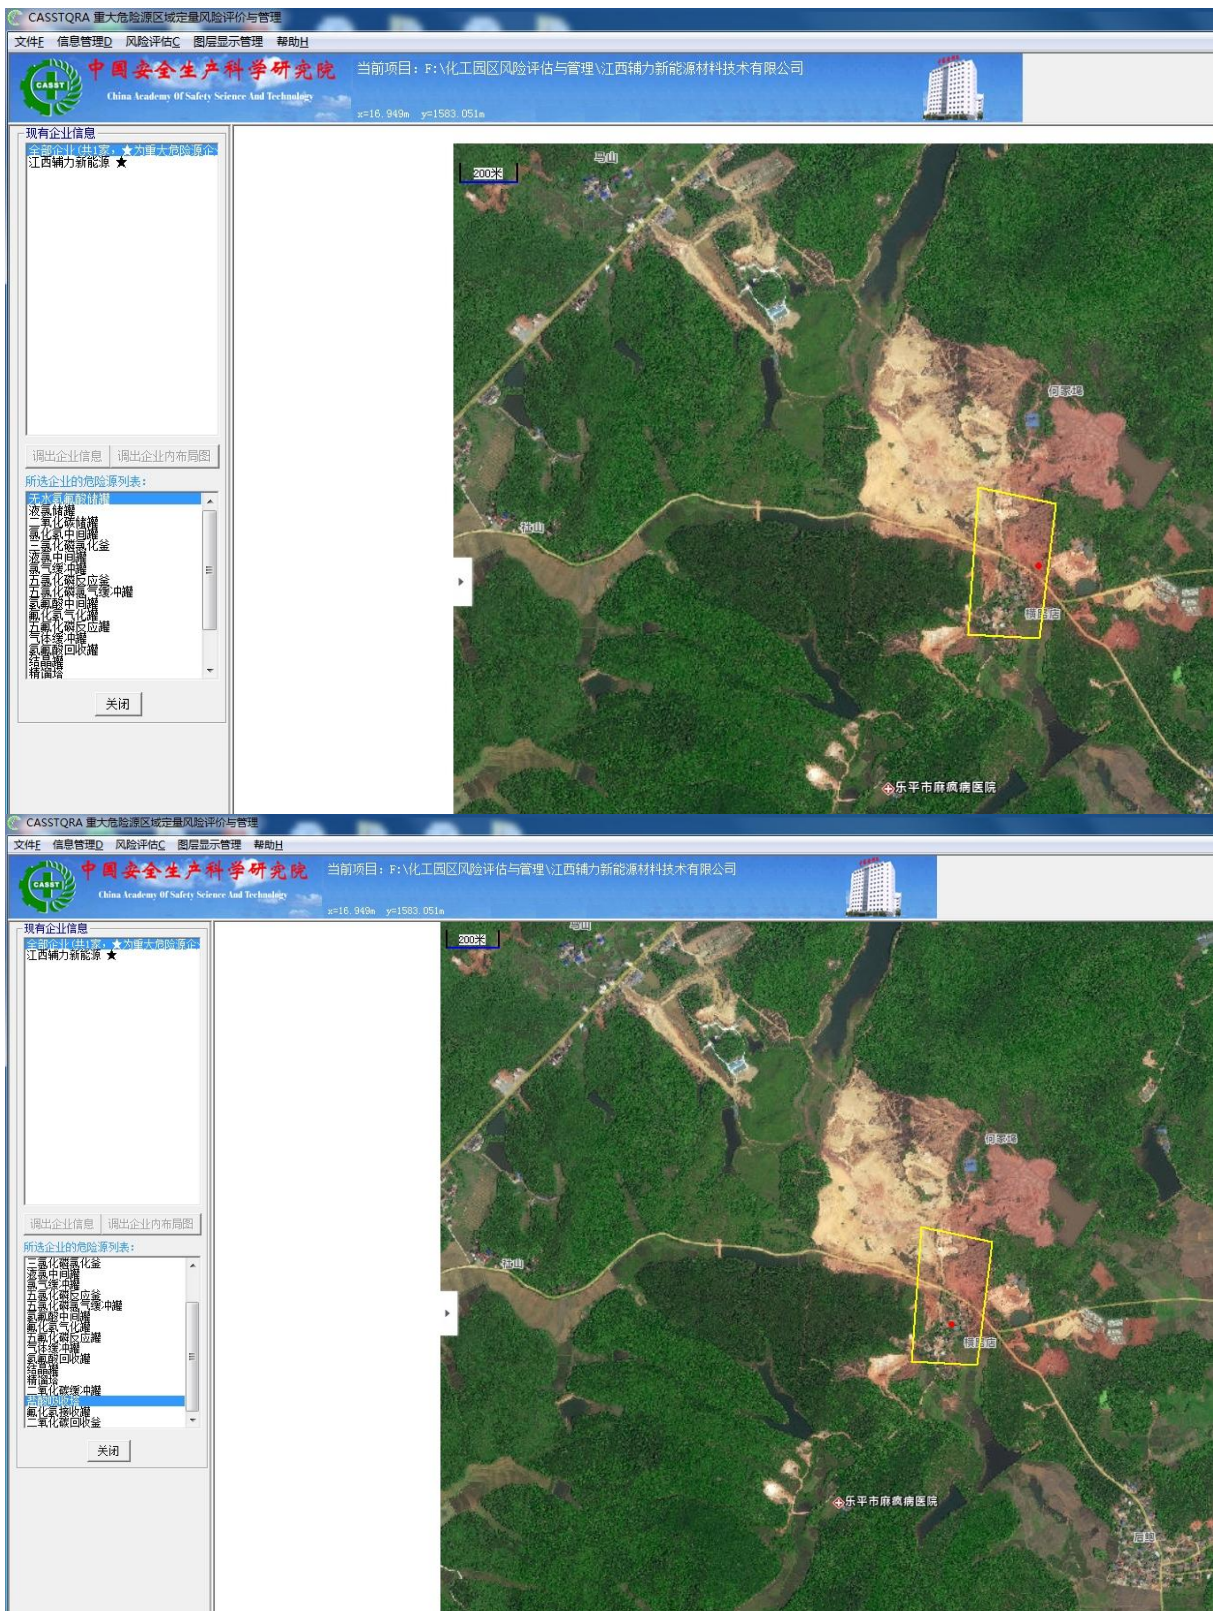 CASSTQRA 重大危险源区域定量风险评价与管理
文件F 信息管理D 风险评估C 图层显示管理 帮助H
CASST
中国安全生产科学研究院
China Academy Of Safety Science And Technology
当前项目：F:\化工园区风险评估与管理\江西辅力新能源材料技术有限公司
x=16.949m y=1583.051m
现有企业信息
全部企业(共1家，★为重大危险源企
江西辅力新能源 ★
调出企业信息 调出企业内布局图
所选企业的危险源列表：
无水氢氟酸储罐
液氯储罐
二氧化碳储罐
氯化氢中间罐
三氯化磷氯化釜
液氯中间罐
氯气缓冲罐
五氯化磷反应釜
五氯化磷氯气缓冲罐
氢氟酸中间罐
氟化氢气化罐
五氟化磷反应罐
气体缓冲罐
氢氟酸回收罐
结晶罐
精馏塔
关闭
200米
马山
何家塢
社山
横路店
乐平市麻疯病医院
CASSTQRA 重大危险源区域定量风险评价与管理
文件F 信息管理D 风险评估C 图层显示管理 帮助H
CASST
中国安全生产科学研究院
China Academy Of Safety Science And Technology
当前项目：F:\化工园区风险评估与管理\江西辅力新能源材料技术有限公司
x=16.949m y=1583.051m
现有企业信息
全部企业(共1家，★为重大危险源企
江西辅力新能源 ★
调出企业信息 调出企业内布局图
所选企业的危险源列表：
三氯化磷氯化釜
液氯中间罐
氯气缓冲罐
五氯化磷反应釜
五氯化磷氯气缓冲罐
氢氟酸中间罐
氟化氢气化罐
五氟化磷反应罐
气体缓冲罐
氢氟酸回收罐
结晶罐
精馏塔
二氧化碳缓冲罐
盐酸吸收塔
氟化氢接收罐
二氧化碳回收釜
关闭
200米
马山
何家塢
社山
横路店
乐平市麻疯病医院